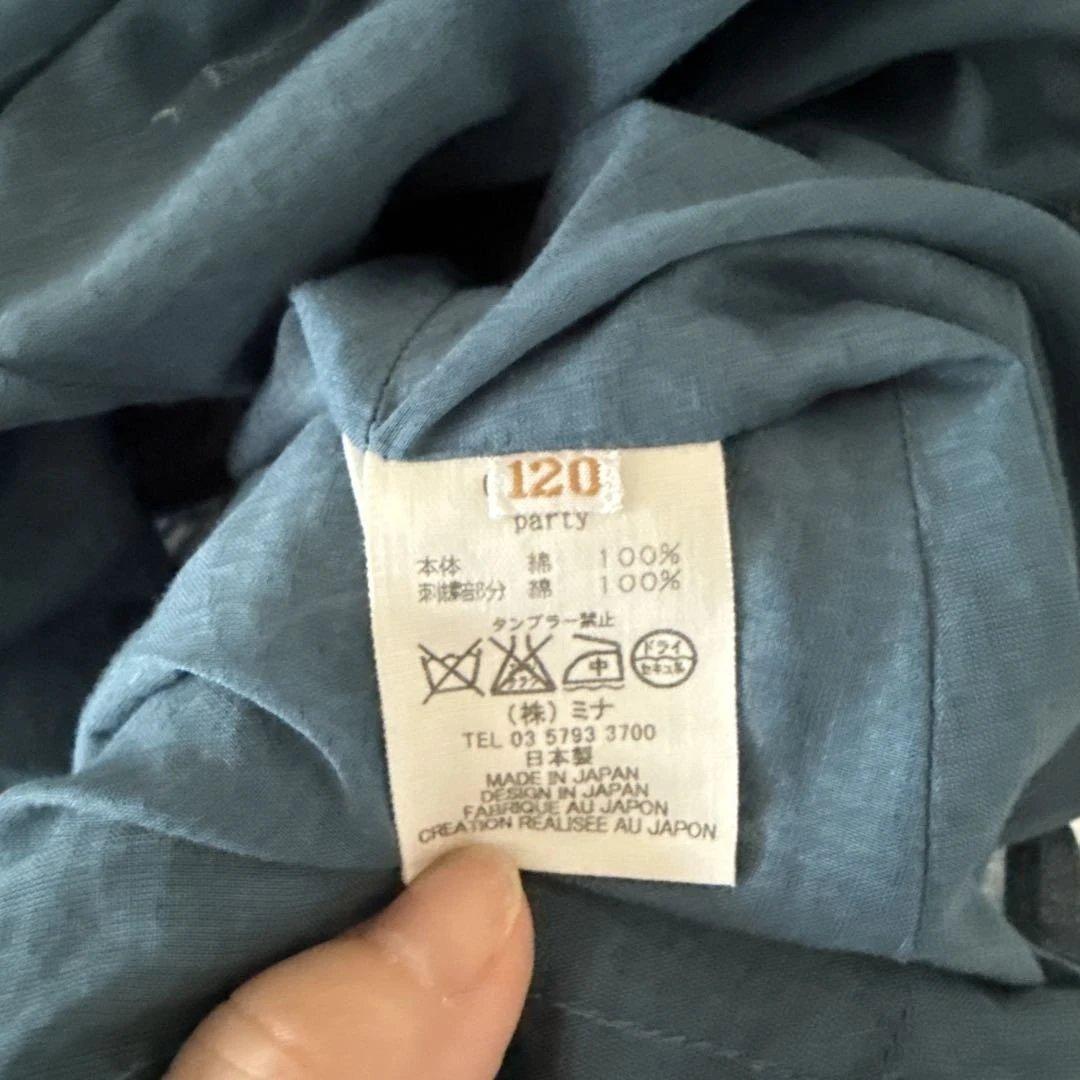 120
party
本体 綿 100%
刺繍部分 綿 100%
タンブラー禁止
中
ドライ
セキユ系
(株)ミナ
TEL 03 5793 3700
日本製
MADE IN JAPAN
DESIGN IN JAPAN
FABRIQUE AU JAPON
CREATION REALISEE AU JAPON